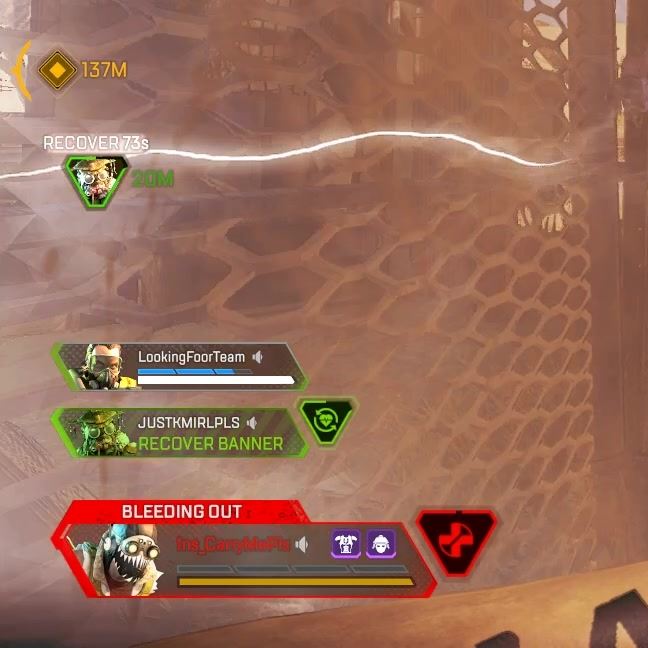 137M
RECOVER 73s
20M
LookingFoorTeam
JUSTKMIRLPLS
RECOVER BANNER
BLEEDING OUT
Ins_CarryMePls